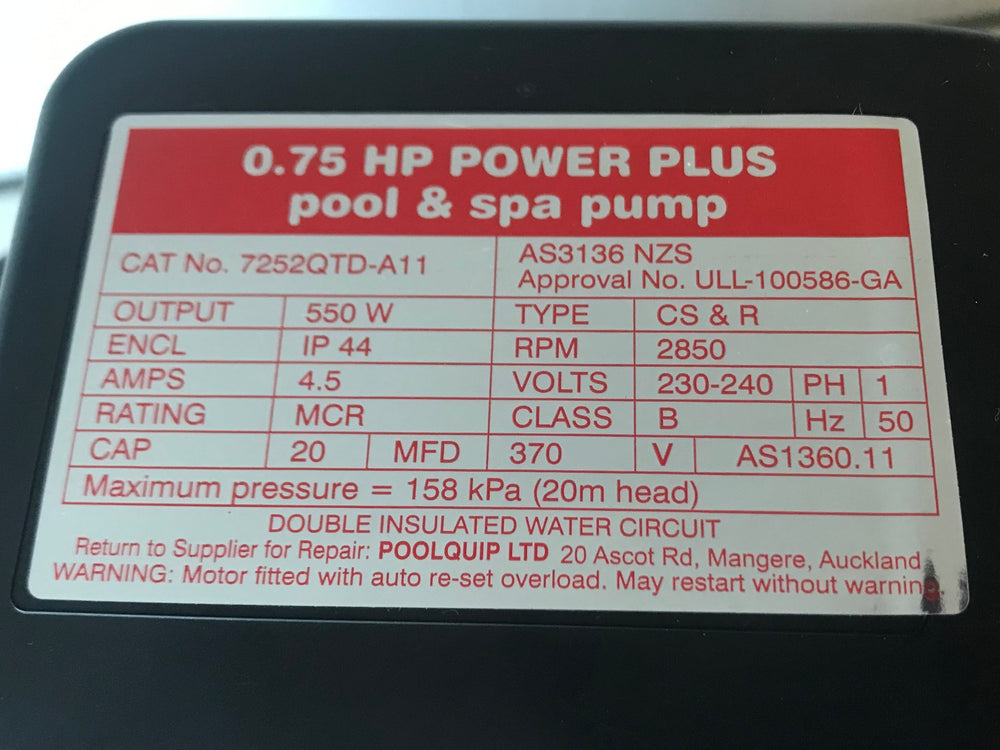 0.75 HP POWER PLUS
pool & spa pump
CAT No. 7252QTD-A11
AS3136 NZS
Approval No. ULL-100586-GA
OUTPUT 550 W TYPE CS & R
ENCL IP 44 RPM 2850
AMPS 4.5 VOLTS 230-240 PH 1
RATING MCR CLASS B Hz 50
CAP 20 MFD 370 V AS1360.11
Maximum pressure = 158 kPa (20m head)
DOUBLE INSULATED WATER CIRCUIT
Return to Supplier for Repair: POOLQUIP LTD 20 Ascot Rd, Mangere, Auckland
WARNING: Motor fitted with auto re-set overload. May restart without warning.